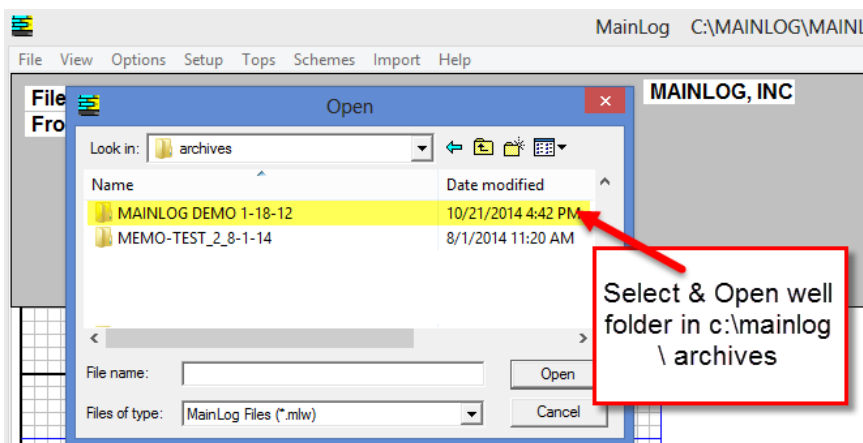 MainLog C:\MAINLOG\MAINL
File View Options Setup Tops Schemes Import Help
File
Fro
MAINLOG, INC
Open
Look in: archives
Name Date modified
MAINLOG DEMO 1-18-12 10/21/2014 4:42 PM
MEMO-TEST_2_8-1-14 8/1/2014 11:20 AM
Select & Open well
folder in c:\mainlog
\ archives
File name: Open
Files of type: MainLog Files (*.mlw) Cancel